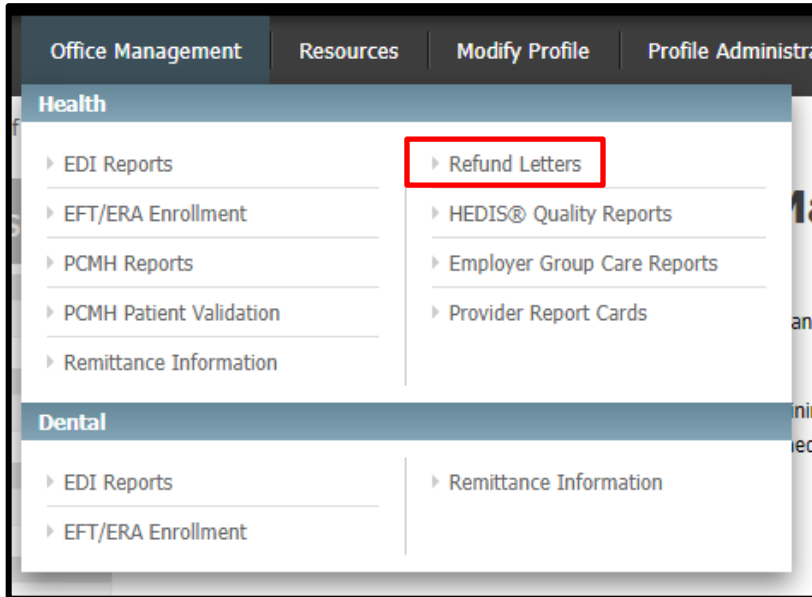 Office Management Resources Modify Profile Profile Administra
Health
EDI Reports
EFT/ERA Enrollment
PCMH Reports
PCMH Patient Validation
Remittance Information
Refund Letters
HEDIS® Quality Reports
Employer Group Care Reports
Provider Report Cards
Dental
EDI Reports
EFT/ERA Enrollment
Remittance Information